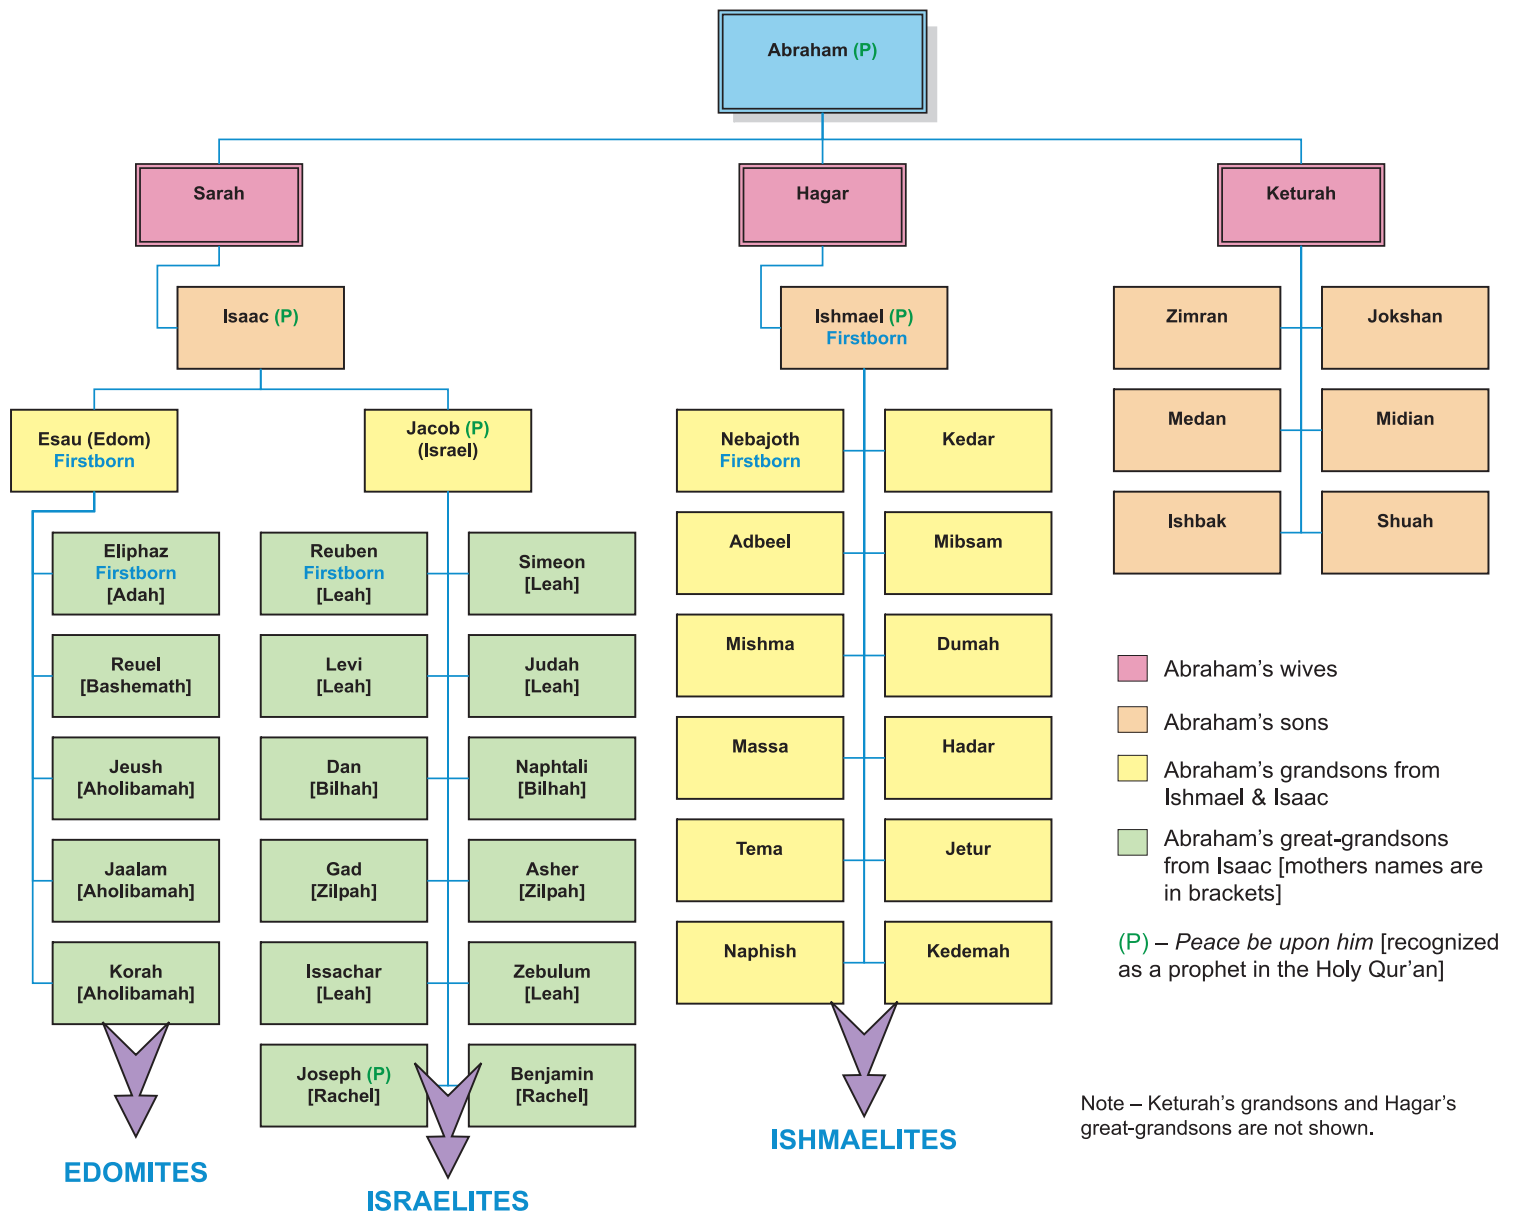 Abraham (P)
Sarah
Hagar
Keturah
Isaac (P)
Ishmael (P)
Firstborn
Zimran
Jokshan
Medan
Midian
Ishbak
Shuah
Esau (Edom)
Firstborn
Jacob (P)
(Israel)
Nebajoth
Firstborn
Kedar
Eliphaz
Firstborn
[Adah]
Reuben
Firstborn
[Leah]
Simeon
[Leah]
Adbeel
Mibsam
Reuel
[Bashemath]
Levi
[Leah]
Judah
[Leah]
Mishma
Dumah
Jeush
[Aholibamah]
Dan
[Bilhah]
Naphtali
[Bilhah]
Massa
Hadar
Jaalam
[Aholibamah]
Gad
[Zilpah]
Asher
[Zilpah]
Tema
Jetur
Korah
[Aholibamah]
Issachar
[Leah]
Zebulum
[Leah]
Naphish
Kedemah
Joseph (P)
[Rachel]
Benjamin
[Rachel]
EDOMITES
ISRAELITES
ISHMAELITES
Abraham's wives
Abraham's sons
Abraham's grandsons from
Ishmael & Isaac
Abraham's great-grandsons
from Isaac [mothers names are
in brackets]
(P) – Peace be upon him [recognized
as a prophet in the Holy Qur'an]
Note – Keturah's grandsons and Hagar's
great-grandsons are not shown.